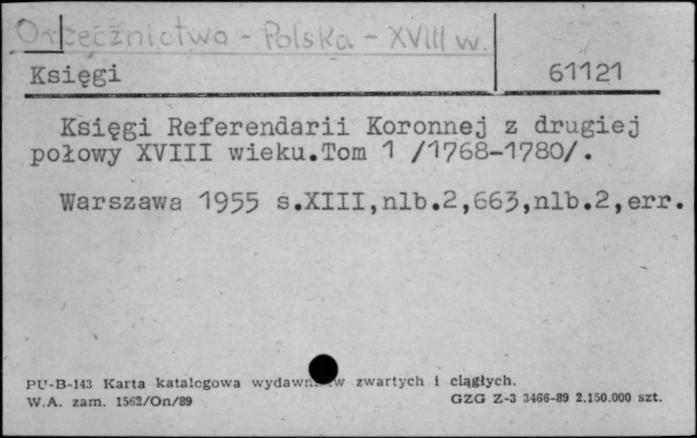 Orzecznictwo - Polska - XVIII w.
Księgi 61121
Księgi Referendarii Koronnej z drugiej
połowy XVIII wieku.Tom 1 /1768-1780/.
Warszawa 1955 s.XIII,nlb.2,663,nlb.2,err.
PU-B-143 Karta katalogowa wydawn w zwartych i ciągłych.
W.A. zam. 1562/On/89 GZG Z-3 3466-89 2.150.000 szt.